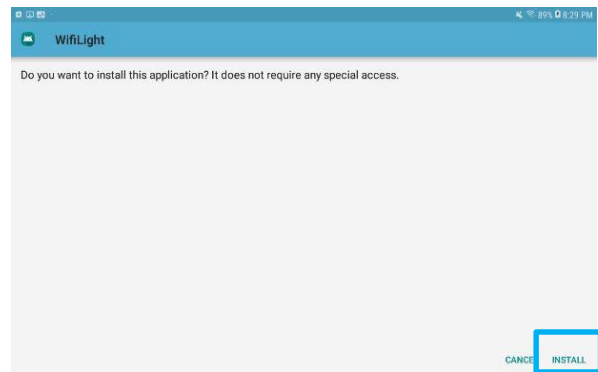 89% 8:29 PM
WifiLight
Do you want to install this application? It does not require any special access.
CANCE INSTALL